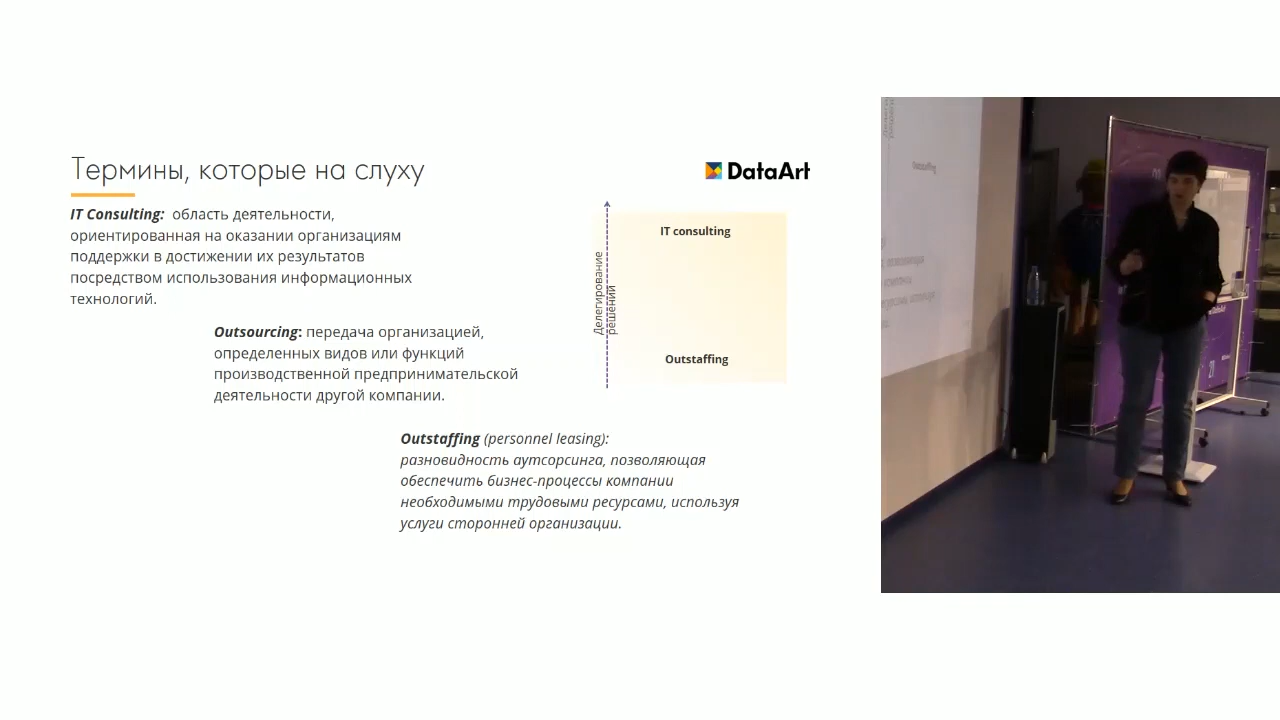 Термины, которые на слуху
DataArt
IT Consulting: область деятельности,
ориентированная на оказании организациям
поддержки в достижении их результатов
посредством использования информационных
технологий.
Outsourcing: передача организацией,
определенных видов или функций
производственной предпринимательской
деятельности другой компании.
Outstaffing (personnel leasing):
разновидность аутсорсинга, позволяющая
обеспечить бизнес-процессы компании
необходимыми трудовыми ресурсами, используя
услуги сторонней организации.
Делегирование
решений
IT consulting
Outstaffing
Outstaffing
DataArt